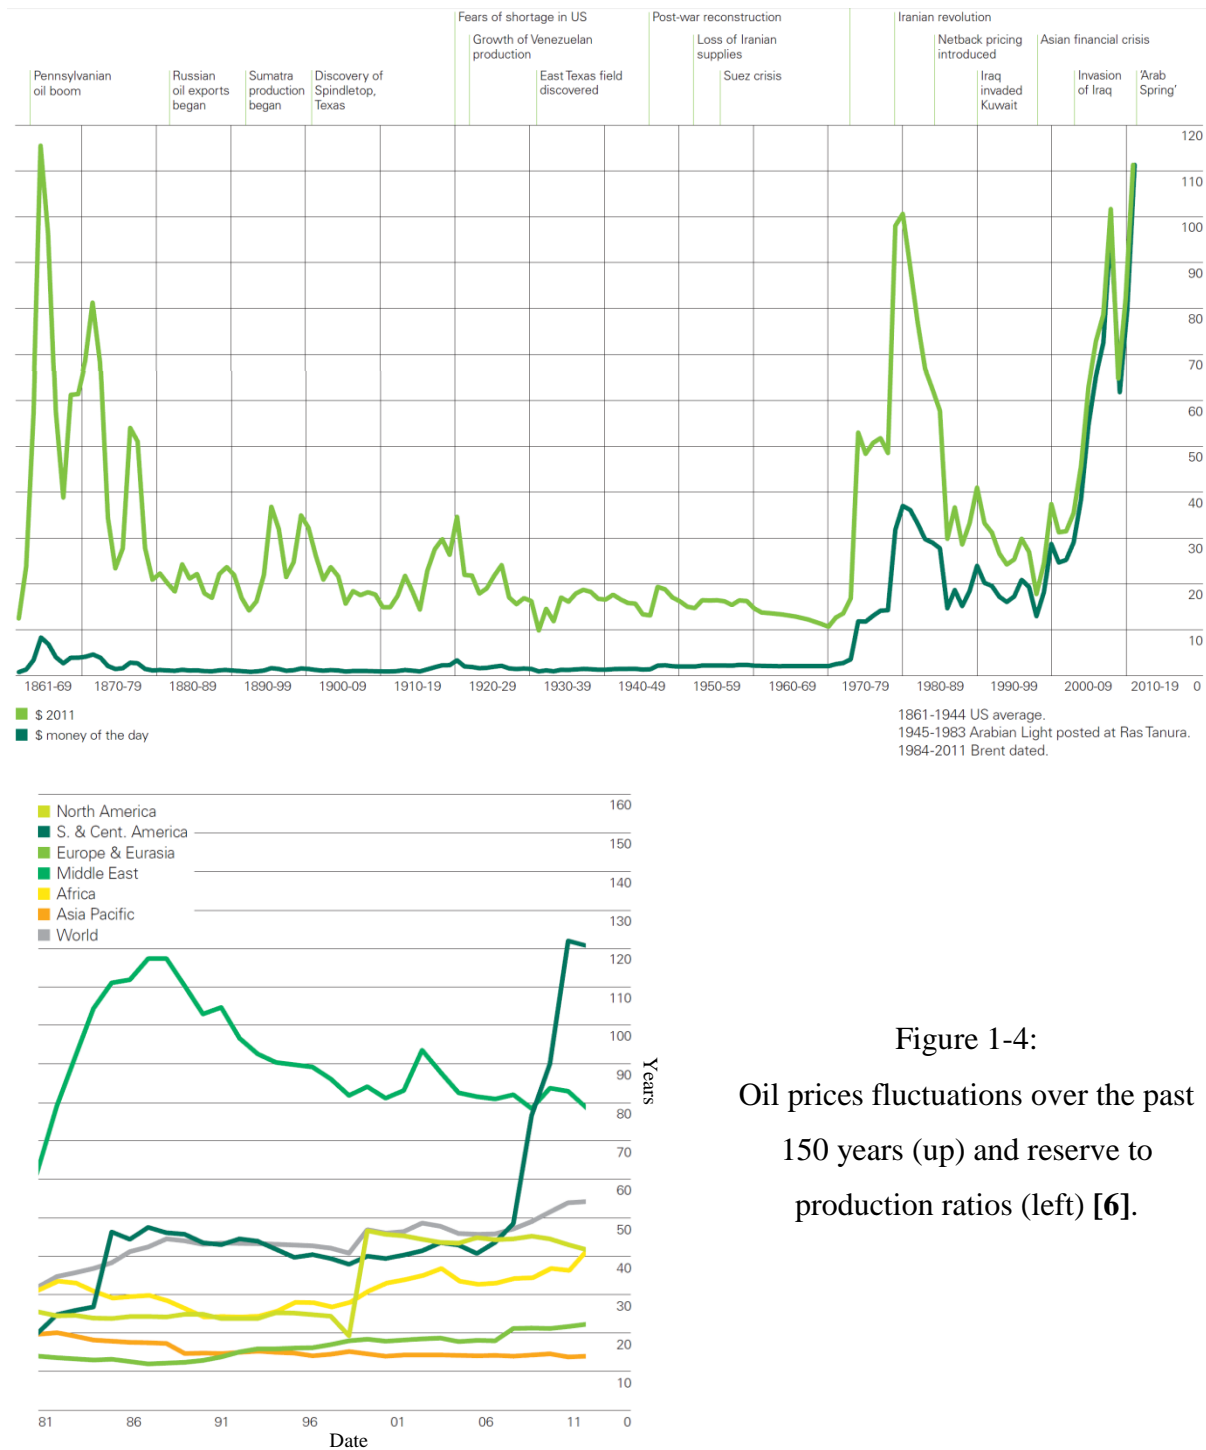 Fears of shortage in US
Post-war reconstruction
Iranian revolution
Growth of Venezuelan
production
Loss of Iranian
supplies
Netback pricing
introduced
Asian financial crisis
Pennsylvanian
oil boom
Russian
oil exports
began
Sumatra
production
began
Discovery of
Spindletop,
Texas
East Texas field
discovered
Suez crisis
Iraq
invaded
Kuwait
Invasion
of Iraq
'Arab
Spring'
120
110
100
90
80
70
60
50
40
30
20
10
0
1861-69 1870-79 1880-89 1890-99 1900-09 1910-19 1920-29 1930-39 1940-49 1950-59 1960-69 1970-79 1980-89 1990-99 2000-09 2010-19
$ 2011
$ money of the day
1861-1944 US average.
1945-1983 Arabian Light posted at Ras Tanura.
1984-2011 Brent dated.
North America
S. & Cent. America
Europe & Eurasia
Middle East
Africa
Asia Pacific
World
160
150
140
130
120
110
100
90
80
70
60
50
40
30
20
10
0
Years
81 86 91 96 01 06 11
Date
Figure 1-4:
Oil prices fluctuations over the past
150 years (up) and reserve to
production ratios (left) [6].